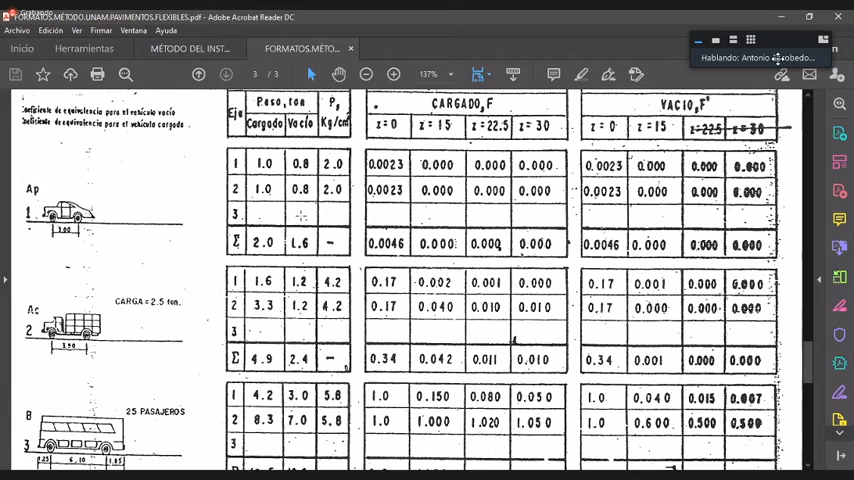 Grabando
FORMATOS.MÉTODO.UNAM.PAVIMENTOS.FLEXIBLES.pdf - Adobe Acrobat Reader DC
Archivo Edición Ver Firmar Ventana Ayuda
Inicio Herramientas MÉTODO DEL INST... FORMATOS.MÉTO... ×
Hablando: Antonio
3 / 3 137%
Coeficiente de equivalencia para el vehículo vacío
Coeficiente de equivalencia para el vehículo cargado
Eje Peso, ton P, Kg/cm² CARGADO, F VACIO, F'
Cargado Vacío z=0 z=15 z=22.5 z=30 z=0 z=15 z=22.5 z=30
Ap
1
3.00
1 1.0 0.8 2.0 0.0023 0.000 0.000 0.000 0.0023 0.000 0.000 0.000
2 1.0 0.8 2.0 0.0023 0.000 0.000 0.000 0.0023 0.000 0.000 0.000
3
Σ 2.0 1.6 – 0.0046 0.000 0.000 0.000 0.0046 0.000 0.000 0.000
Ac
2
CARGA = 2.5 ton.
3.90
1 1.6 1.2 4.2 0.17 0.002 0.001 0.000 0.17 0.001 0.000 0.000
2 3.3 1.2 4.2 0.17 0.040 0.010 0.010 0.17 0.000 0.000 0.000
3
Σ 4.9 2.4 – 0.34 0.042 0.011 0.010 0.34 0.001 0.000 0.000
B
3
25 PASAJEROS
6.10
1 4.2 3.0 5.8 1.0 0.150 0.080 0.050 1.0 0.040 0.015 0.007
2 8.3 7.0 5.8 1.0 1.000 1.020 1.050 1.0 0.600 0.500 0.500
3